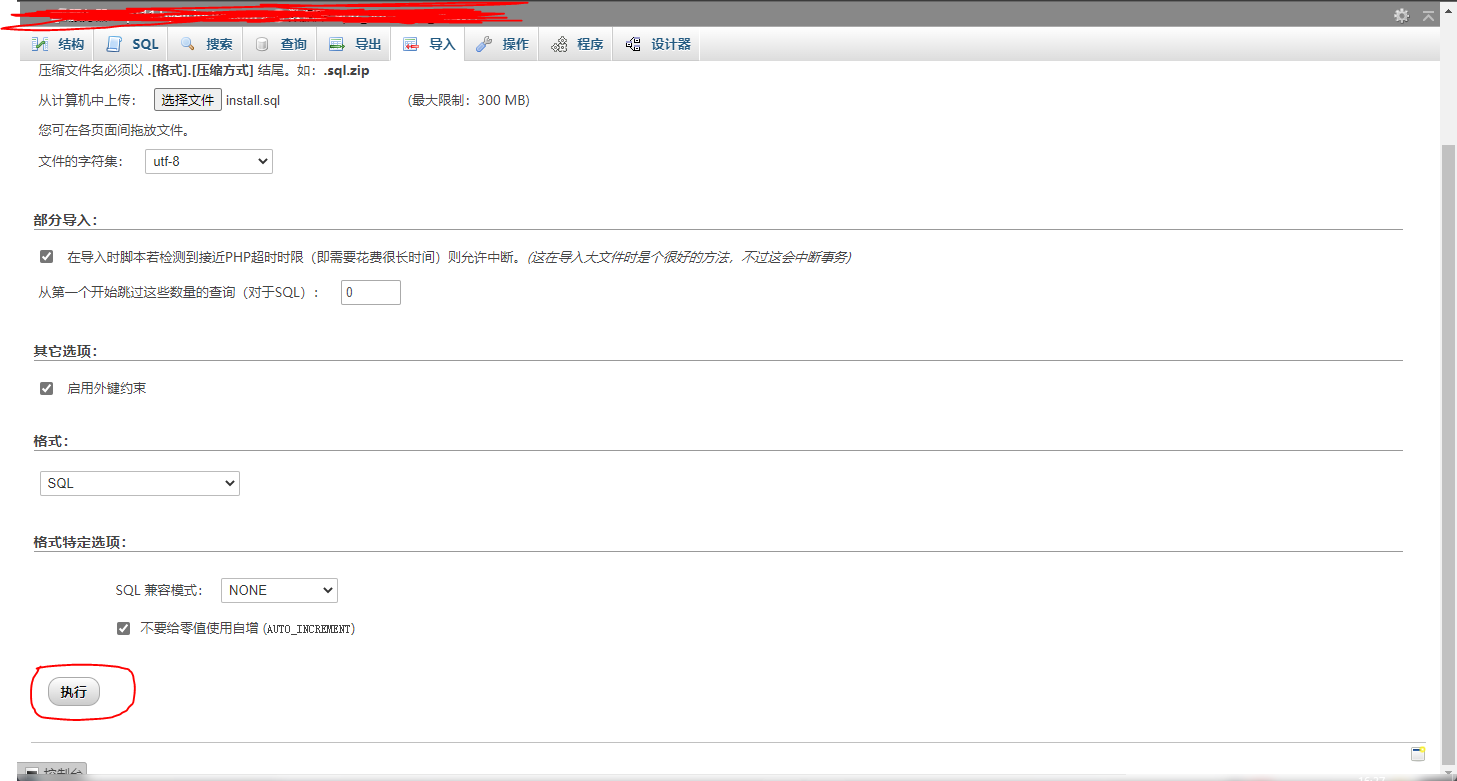 结构 SQL 搜索 查询 导出 导入 操作 程序 设计器
压缩文件名必须以 .[格式].[压缩方式] 结尾。如：.sql.zip
从计算机中上传： 选择文件 install.sql (最大限制：300 MB)
您可在各页面间拖放文件。
文件的字符集： utf-8
部分导入：
在导入时脚本若检测到接近PHP超时时限（即需要花费很长时间）则允许中断。(这在导入大文件时是个很好的方法，不过这会中断事务)
从第一个开始跳过这些数量的查询（对于SQL）： 0
其它选项：
启用外键约束
格式：
SQL
格式特定选项：
SQL 兼容模式： NONE
不要给零值使用自增 (AUTO_INCREMENT)
执行
控制台